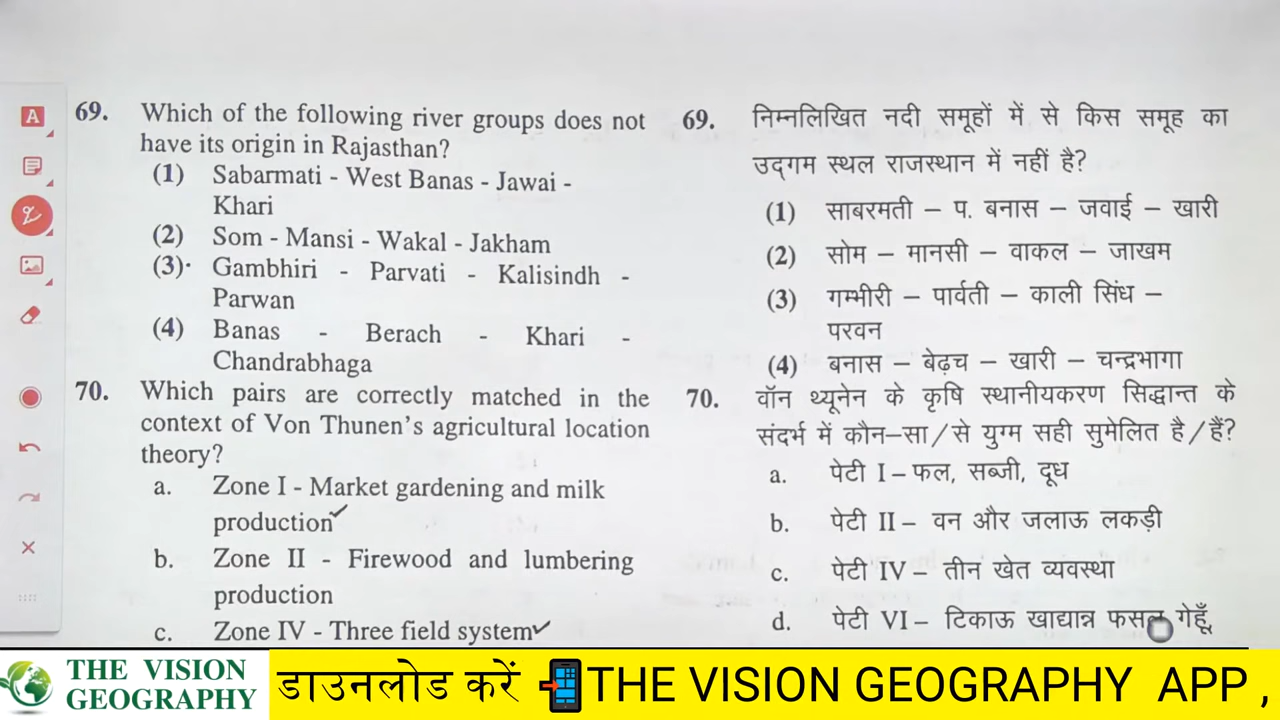 69. Which of the following river groups does not
have its origin in Rajasthan?
(1) Sabarmati - West Banas - Jawai -
Khari
(2) Som - Mansi - Wakal - Jakham
(3) Gambhiri - Parvati - Kalisindh -
Parwan
(4) Banas - Berach - Khari -
Chandrabhaga
70. Which pairs are correctly matched in the
context of Von Thunen's agricultural location
theory?
a. Zone I - Market gardening and milk
production
b. Zone II - Firewood and lumbering
production
c. Zone IV - Three field system
69. निम्नलिखित नदी समूहों में से किस समूह का
उद्गम स्थल राजस्थान में नहीं है?
(1) साबरमती – प. बनास – जवाई – खारी
(2) सोम – मानसी – वाकल – जाखम
(3) गम्भीरी – पार्वती – काली सिंध –
परवन
(4) बनास – बेढ़च – खारी – चन्द्रभागा
70. वॉन थ्यूनेन के कृषि स्थानीयकरण सिद्धान्त के
संदर्भ में कौन–सा/से युग्म सही सुमेलित है/हैं?
a. पेटी I – फल, सब्जी, दूध
b. पेटी II – वन और जलाऊ लकड़ी
c. पेटी IV – तीन खेत व्यवस्था
d. पेटी VI – टिकाऊ खाद्यान्न फसल गेहूँ,
THE VISION
GEOGRAPHY
डाउनलोड करें THE VISION GEOGRAPHY APP ,